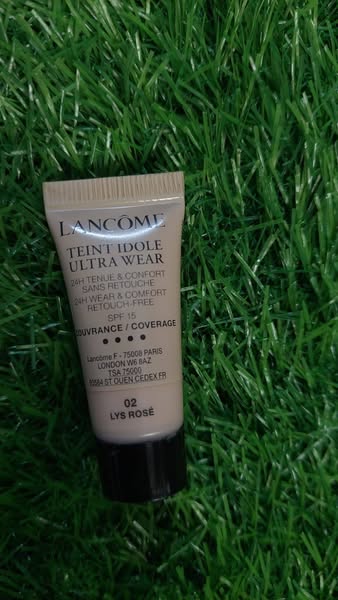 LANCÔME
TEINT IDOLE
ULTRA WEAR
24H TENUE & CONFORT
SANS RETOUCHE
24H WEAR & COMFORT
RETOUCH-FREE
SPF 15
COUVRANCE / COVERAGE
Lancôme F - 75008 PARIS
LONDON W6 8AZ
TSA 75000
93584 ST OUEN CEDEX FR
02
LYS ROSÉ